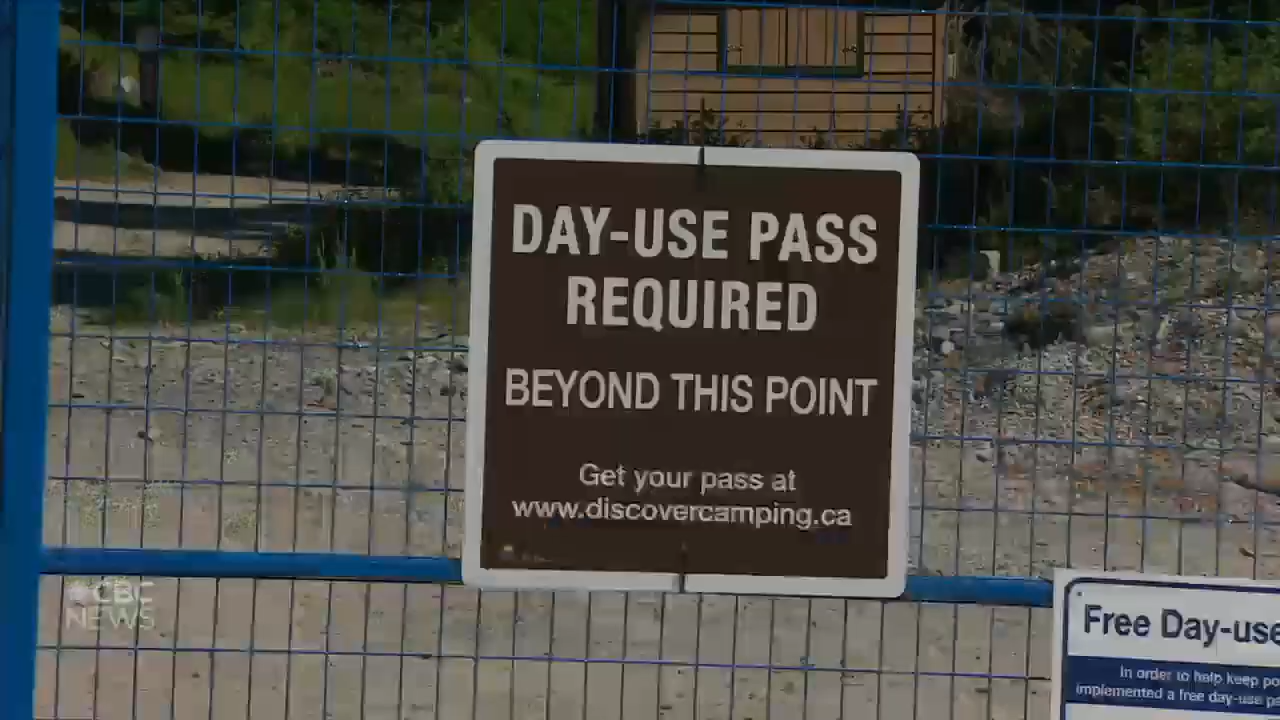 DAY-USE PASS
REQUIRED
BEYOND THIS POINT
Get your pass at
www.discovercamping.ca
CBC
NEWS
Free Day-use
In order to help keep
implemented a free day-use